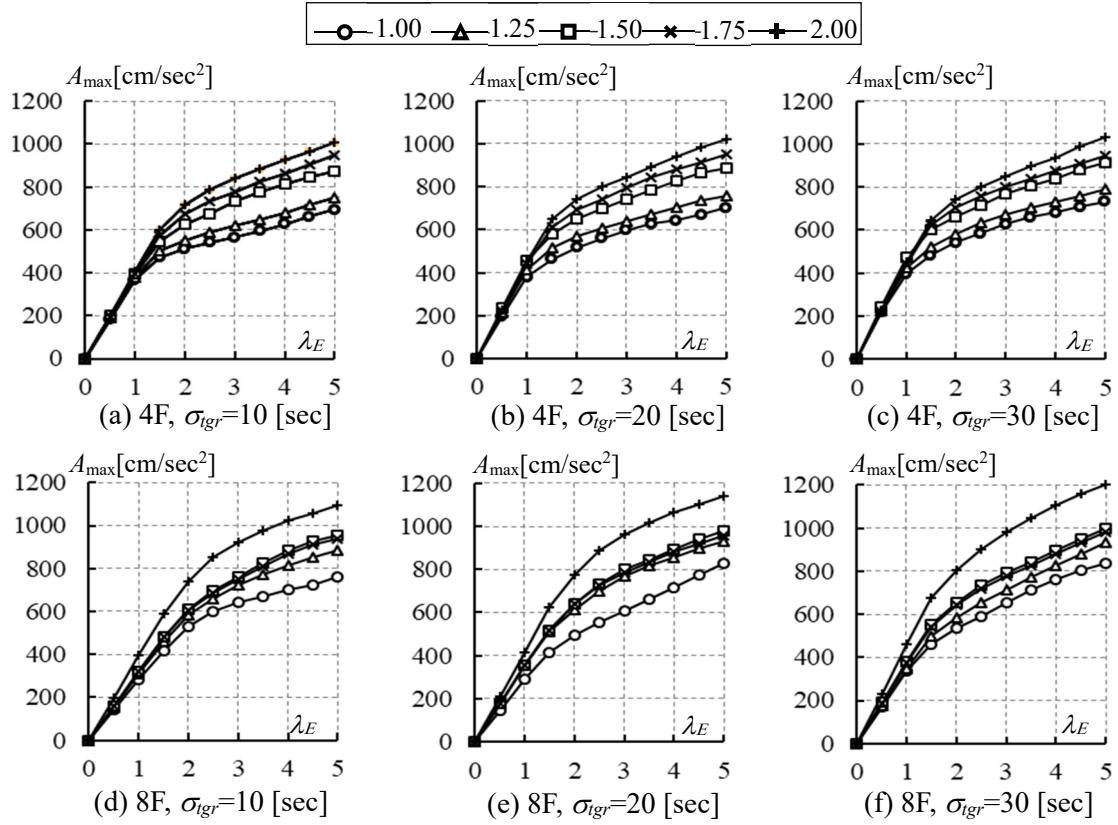 1.00 1.25 1.50 1.75 2.00
Amax[cm/sec²] Amax[cm/sec²] Amax[cm/sec²]
1200 1200 1200
1000 1000 1000
800 800 800
600 600 600
400 400 400
200 200 200
λE λE λE
0 0 0
0 1 2 3 4 5 0 1 2 3 4 5 0 1 2 3 4 5
(a) 4F, σtgr=10 [sec] (b) 4F, σtgr=20 [sec] (c) 4F, σtgr=30 [sec]
Amax[cm/sec²] Amax[cm/sec²] Amax[cm/sec²]
1200 1200 1200
1000 1000 1000
800 800 800
600 600 600
400 400 400
200 200 200
λE λE λE
0 0 0
0 1 2 3 4 5 0 1 2 3 4 5 0 1 2 3 4 5
(d) 8F, σtgr=10 [sec] (e) 8F, σtgr=20 [sec] (f) 8F, σtgr=30 [sec]